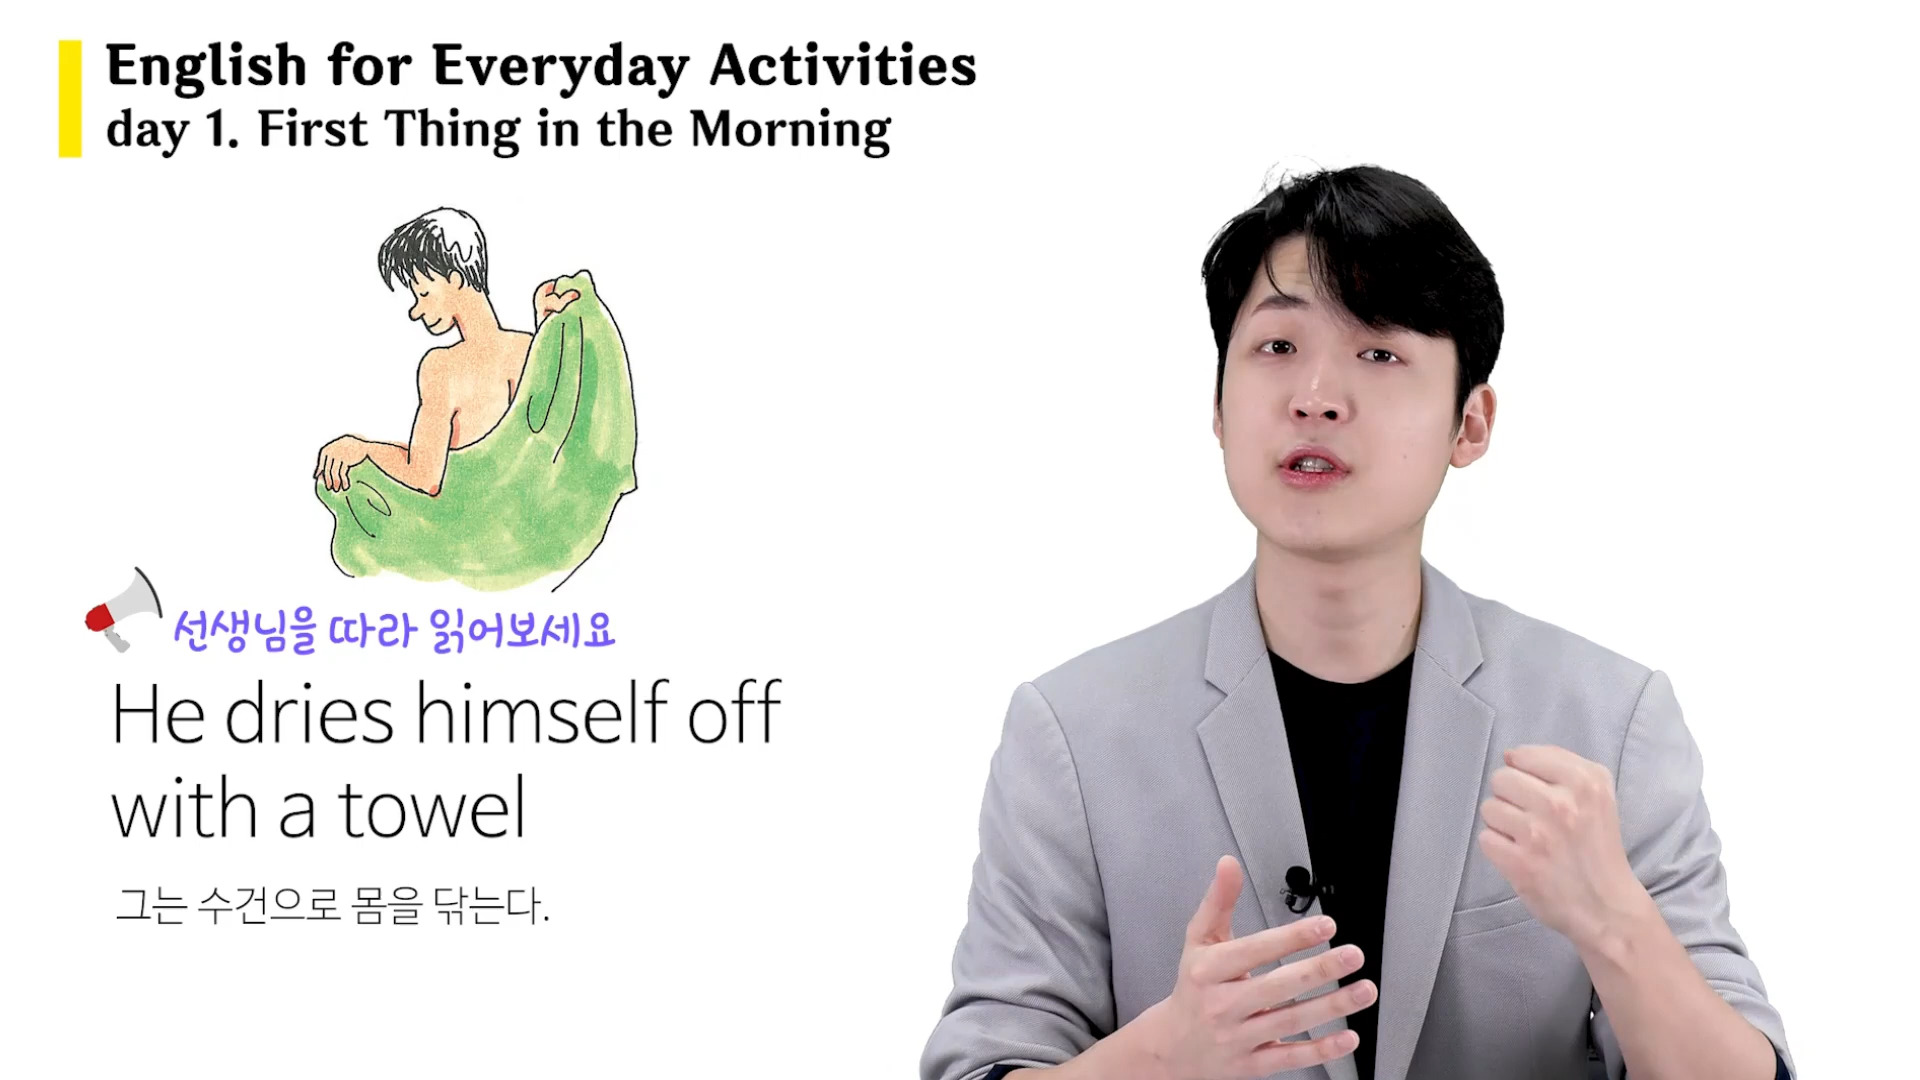 English for Everyday Activities
day 1. First Thing in the Morning
선생님을 따라 읽어보세요
He dries himself off
with a towel
그는 수건으로 몸을 닦는다.